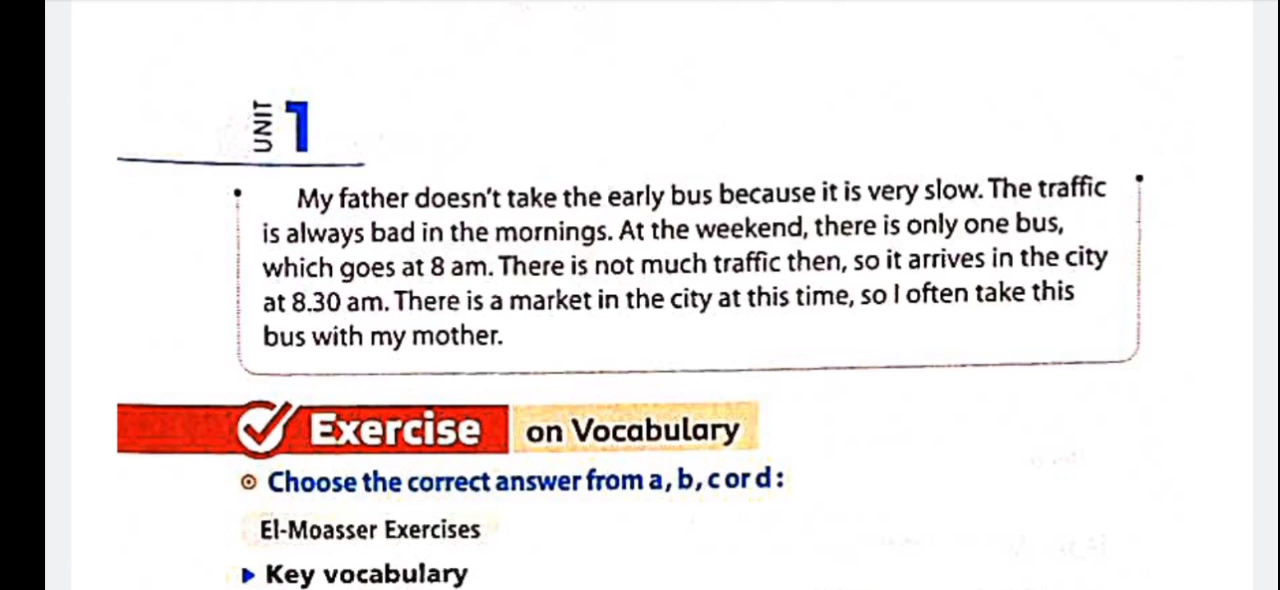 UNIT 1
My father doesn't take the early bus because it is very slow. The traffic
is always bad in the mornings. At the weekend, there is only one bus,
which goes at 8 am. There is not much traffic then, so it arrives in the city
at 8.30 am. There is a market in the city at this time, so I often take this
bus with my mother.
Exercise on Vocabulary
Choose the correct answer from a, b, c or d:
El-Moasser Exercises
Key vocabulary